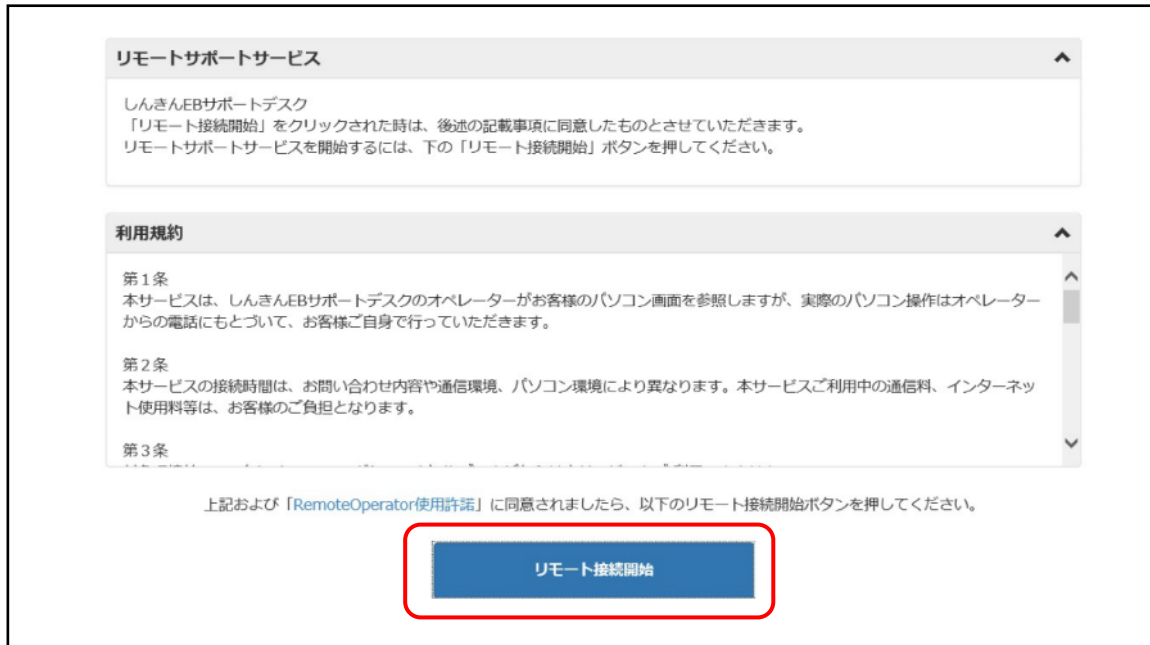 リモートサポートサービス
しんきんEBサポートデスク
「リモート接続開始」をクリックされた時は、後述の記載事項に同意したものとさせていただきます。
リモートサポートサービスを開始するには、下の「リモート接続開始」ボタンを押してください。
利用規約
第1条
本サービスは、しんきんEBサポートデスクのオペレーターがお客様のパソコン画面を参照しますが、実際のパソコン操作はオペレーター
からの電話にもとづいて、お客様ご自身で行っていただきます。
第2条
本サービスの接続時間は、お問い合わせ内容や通信環境、パソコン環境により異なります。本サービスご利用中の通信料、インターネッ
ト使用料等は、お客様のご負担となります。
第3条
上記および「RemoteOperator使用許諾」に同意されましたら、以下のリモート接続開始ボタンを押してください。
リモート接続開始